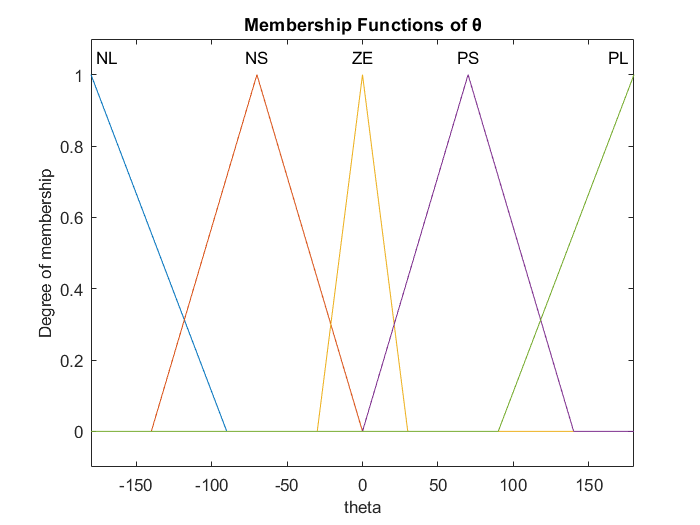 Membership Functions of θ
NL NS ZE PS PL
1
0.8
0.6
0.4
0.2
0
Degree of membership
-150 -100 -50 0 50 100 150
theta